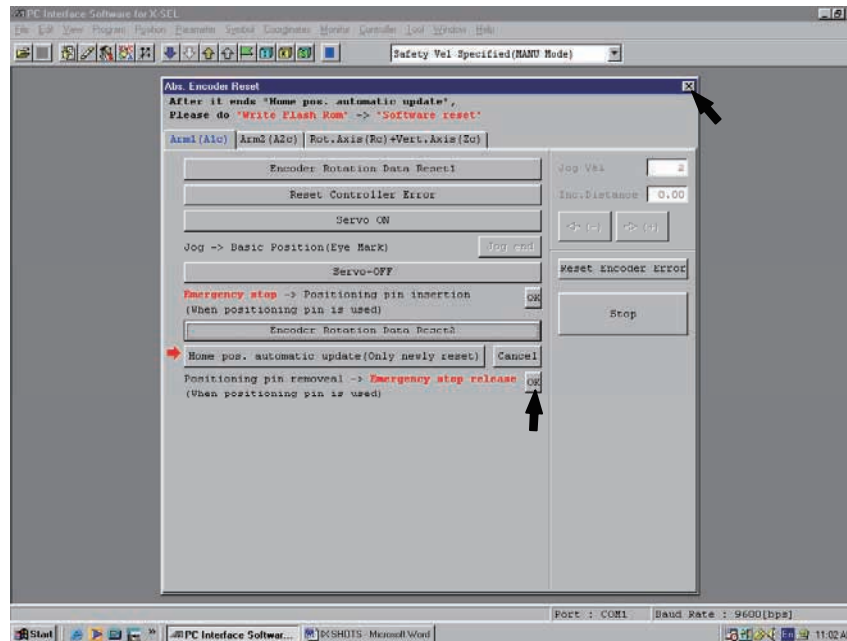 PC Interface Software for X-SEL
File Edit View Program Position Parameter Symbol Coordinates Monitor Controller Tool Window Help
Safety Vel Specified(MANU Mode)
Abs. Encoder Reset
After it ends "Home pos. automatic update",
Please do "Write Flash Rom" -> "Software reset"
Arm1(A1c) Arm2(A2c) Rot.Axis(Rc)+Vert.Axis(Zc)
Encoder Rotation Data Reset1
Reset Controller Error
Servo ON
Jog -> Basic Position(Eye Mark) Jog end
Servo-OFF
Emergency stop -> Positioning pin insertion OK
(When positioning pin is used)
Encoder Rotation Data Reset2
Home pos. automatic update(Only newly reset) Cancel
Positioning pin removeal -> Emergency stop release OK
(When positioning pin is used)
Jog Vel 2
Inc.Distance 0.00
(-) (+)
Reset Encoder Error
Stop
Port : COM1 Baud Rate : 9600[bps]
Start PC Interface Softwar... SHOTS - Microsoft Word En 11:02 A